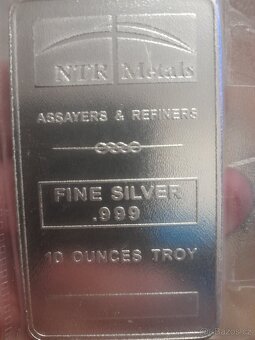 NTR Metals
ASSAYERS & REFINERS
FINE SILVER
.999
10 OUNCES TROY